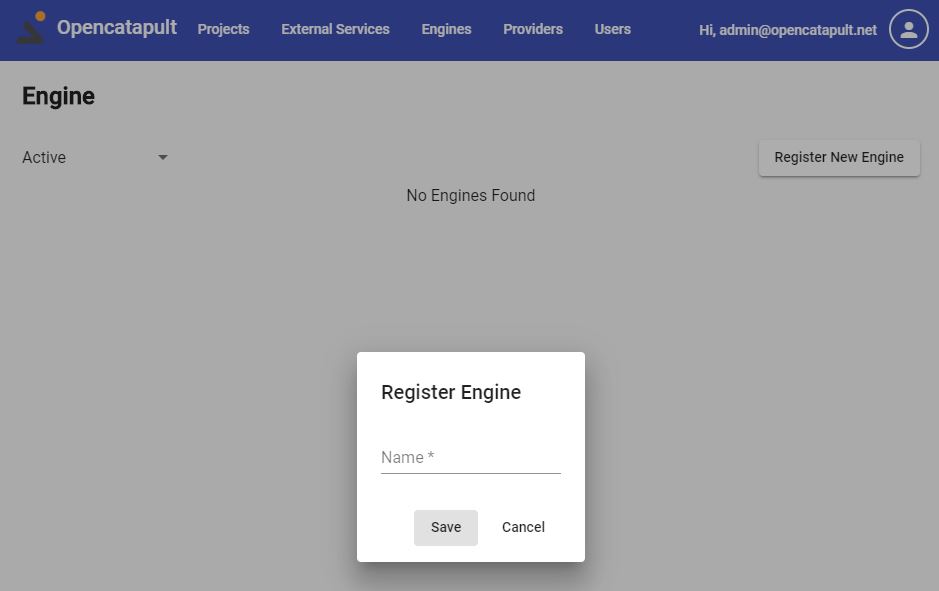 Opencatapult Projects External Services Engines Providers Users Hi, admin@opencatapult.net
Engine
Active Register New Engine
No Engines Found
Register Engine
Name *
Save Cancel